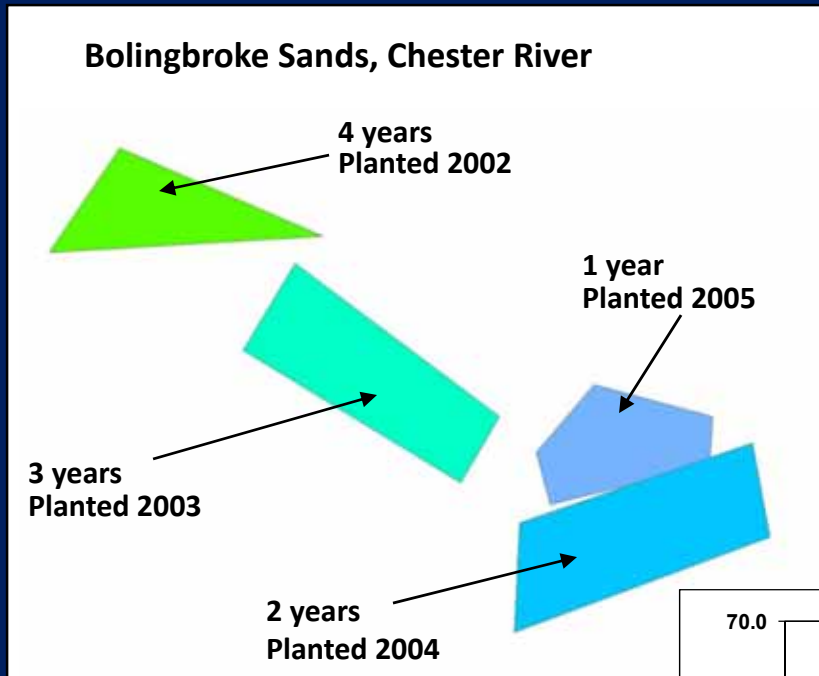 Bolingbroke Sands, Chester River
4 years
Planted 2002
1 year
Planted 2005
3 years
Planted 2003
2 years
Planted 2004
70.0